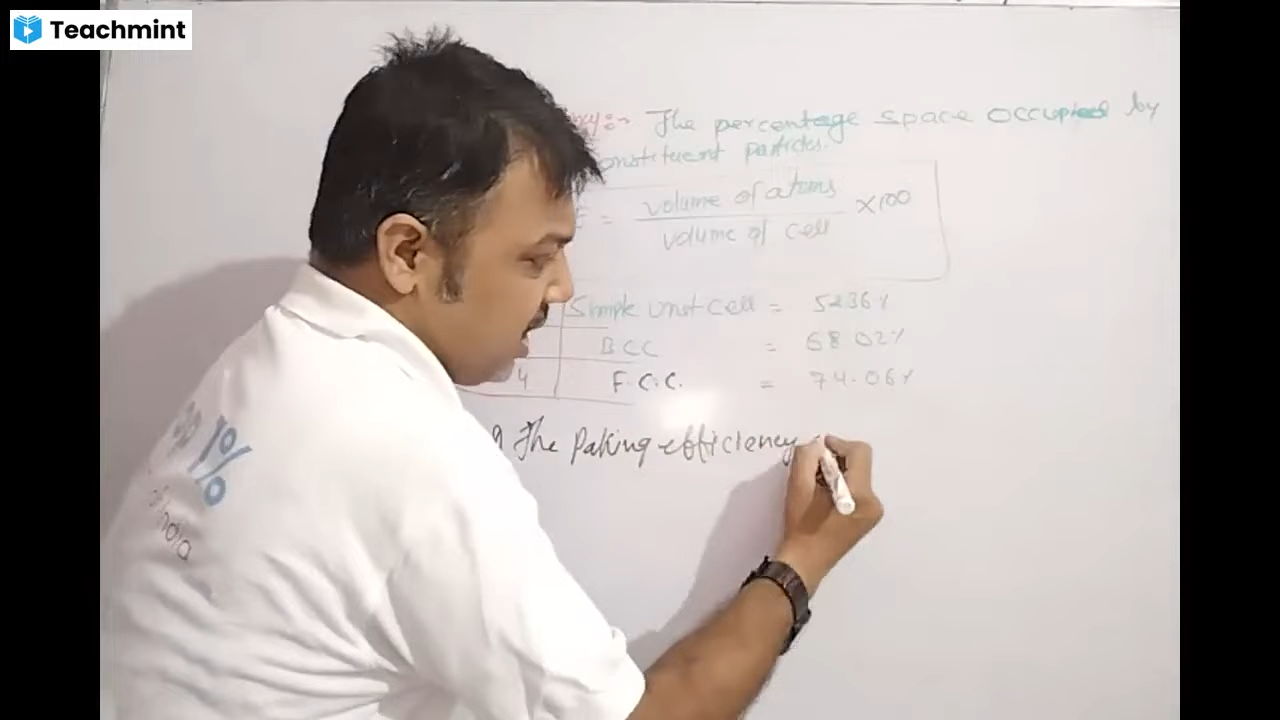 Teachmint
The percentage space occupied by
constituent particles.
= volume of atoms
volume of cell
×100
Simple unit cell = 52.36%
BCC = 68.02%
4 F.C.C. = 74.06%
The Paking efficiency
1%